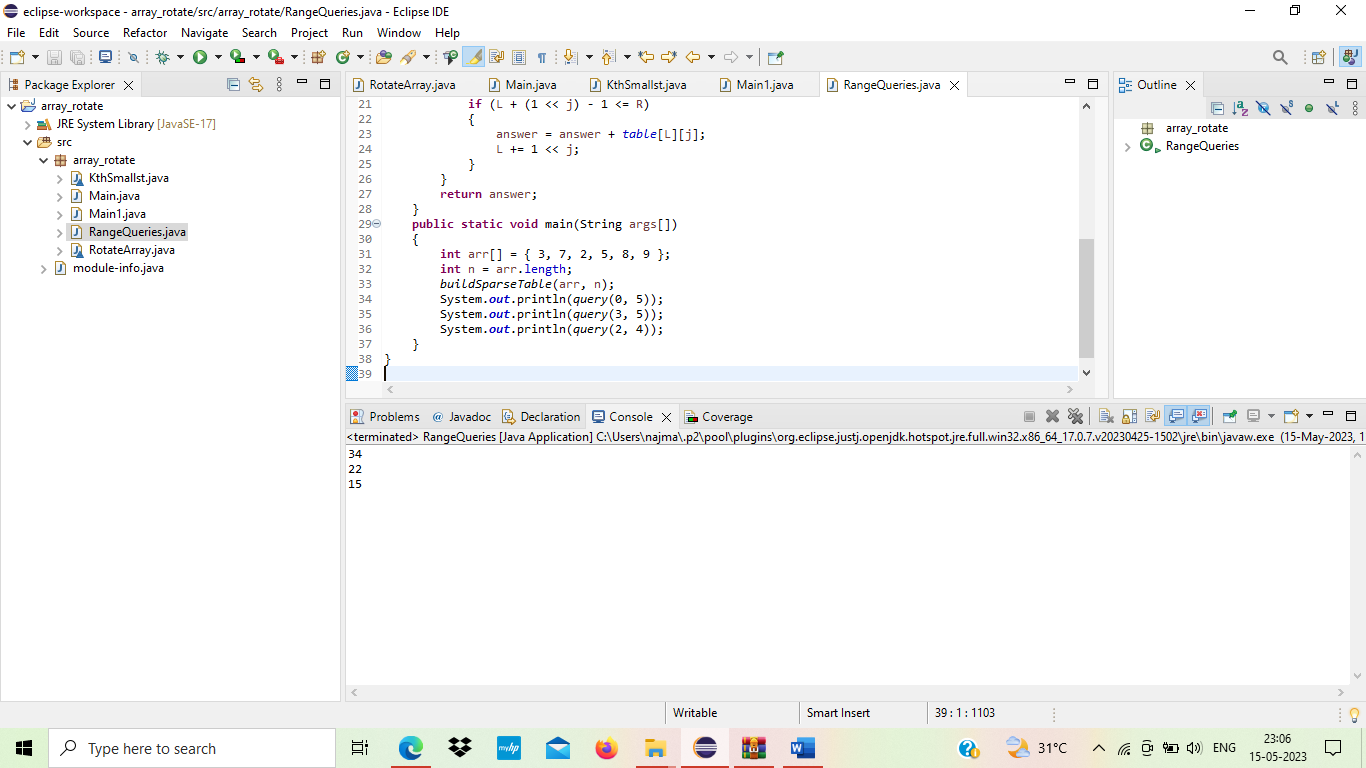 eclipse-workspace - array_rotate/src/array_rotate/RangeQueries.java - Eclipse IDE
File Edit Source Refactor Navigate Search Project Run Window Help
Package Explorer
array_rotate
JRE System Library [JavaSE-17]
src
array_rotate
KthSmallst.java
Main.java
Main1.java
RangeQueries.java
RotateArray.java
module-info.java
RotateArray.java Main.java KthSmallst.java Main1.java RangeQueries.java
21 if (L + (1 << j) - 1 <= R)
22 {
23 answer = answer + table[L][j];
24 L += 1 << j;
25 }
26 }
27 return answer;
28 }
29 public static void main(String args[])
30 {
31 int arr[] = { 3, 7, 2, 5, 8, 9 };
32 int n = arr.length;
33 buildSparseTable(arr, n);
34 System.out.println(query(0, 5));
35 System.out.println(query(3, 5));
36 System.out.println(query(2, 4));
37 }
38 }
39
Outline
array_rotate
RangeQueries
Problems @ Javadoc Declaration Console Coverage
<terminated> RangeQueries [Java Application] C:\Users\najma\.p2\pool\plugins\org.eclipse.justj.openjdk.hotspot.jre.full.win32.x86_64_17.0.7.v20230425-1502\jre\bin\javaw.exe (15-May-2023, 1
34
22
15
Writable Smart Insert 39 : 1 : 1103
Type here to search
myhp
31°C
ENG
23:06
15-05-2023